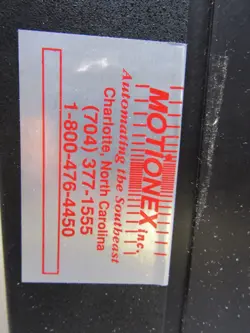 MOTIONEX inc.
Automating the Southeast
Charlotte, North Carolina
(704) 377-1555
1-800-476-4450